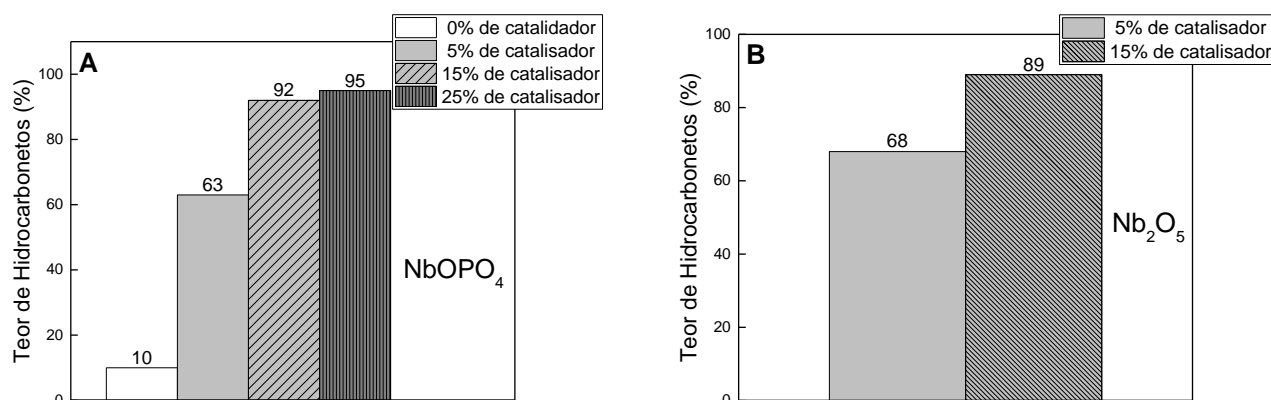 0% de catalidador
5% de catalisador
15% de catalisador
25% de catalisador
A
100
80
60
40
20
0
Teor de Hidrocarbonetos (%)
10
63
92
95
NbOPO4
5% de catalisador
15% de catalisador
B
100
80
60
40
20
0
Teor de Hidrocarbonetos (%)
68
89
Nb2O5